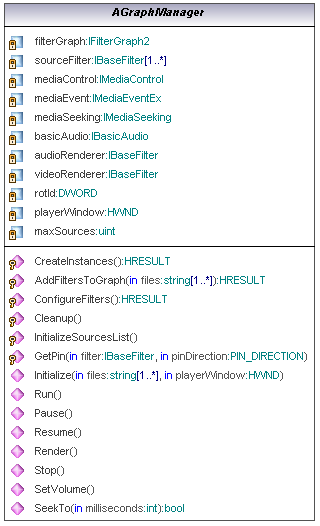 AGraphManager
filterGraph:IFilterGraph2
sourceFilter:IBaseFilter[1..*]
mediaControl:IMediaControl
mediaEvent:IMediaEventEx
mediaSeeking:IMediaSeeking
basicAudio:IBasicAudio
audioRenderer:IBaseFilter
videoRenderer:IBaseFilter
rotId:DWORD
playerWindow:HWND
maxSources:uint
CreateInstances():HRESULT
AddFiltersToGraph(in files:string[1..*]):HRESULT
ConfigureFilters():HRESULT
Cleanup()
InitializeSourcesList()
GetPin(in filter:IBaseFilter, in pinDirection:PIN_DIRECTION)
Initialize(in files:string[1..*], in playerWindow:HWND)
Run()
Pause()
Resume()
Render()
Stop()
SetVolume()
SeekTo(in milliseconds:int):bool